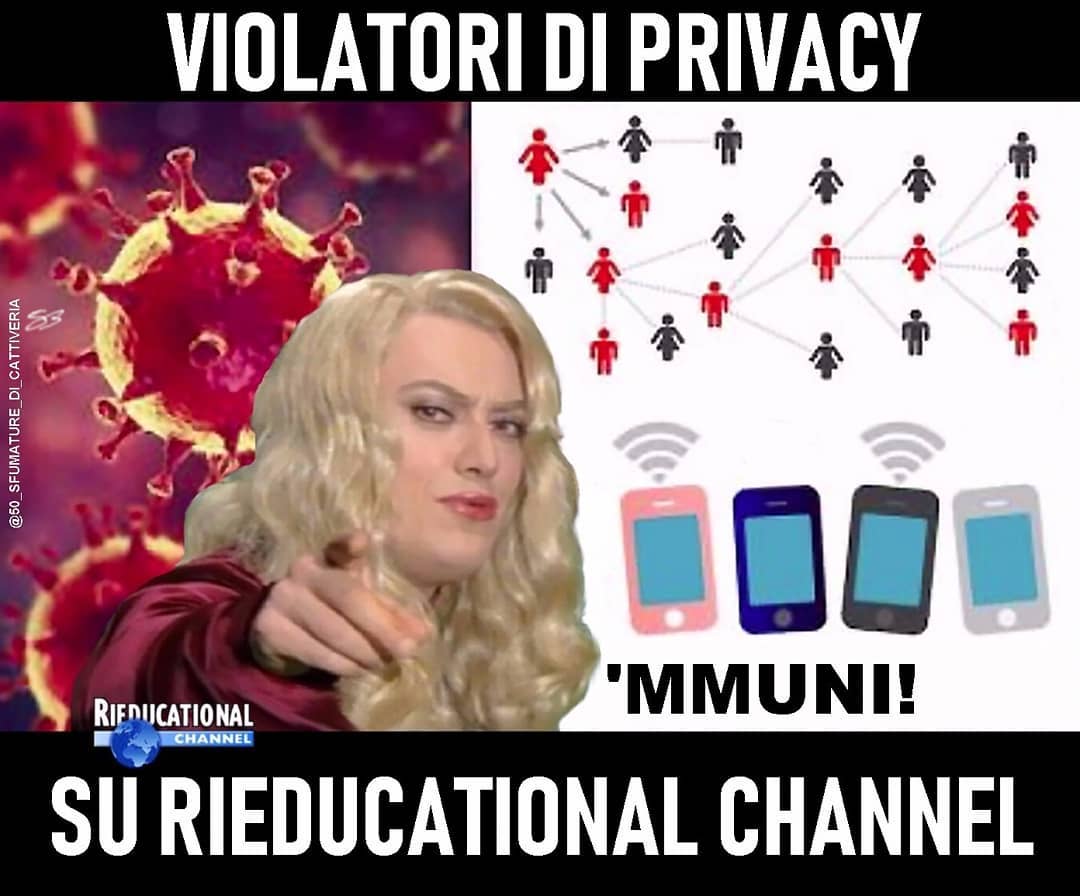 VIOLATORI DI PRIVACY
@50_SFUMATURE_DI_CATTIVERIA
'MMUNI!
RIEDUCATIONAL
CHANNEL
SU RIEDUCATIONAL CHANNEL